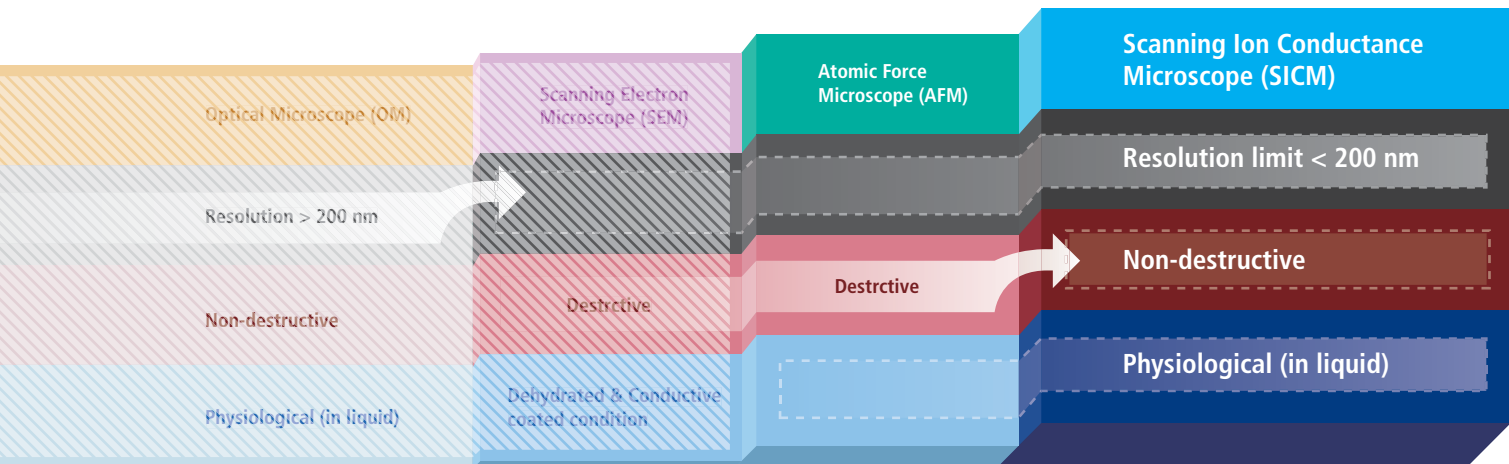 Optical Microscope (OM)
Resolution > 200 nm
Non-destructive
Physiological (in liquid)
Scanning Electron
Microscope (SEM)
Destrctive
Dehydrated & Conductive
coated condition
Atomic Force
Microscope (AFM)
Destrctive
Scanning Ion Conductance
Microscope (SICM)
Resolution limit < 200 nm
Non-destructive
Physiological (in liquid)